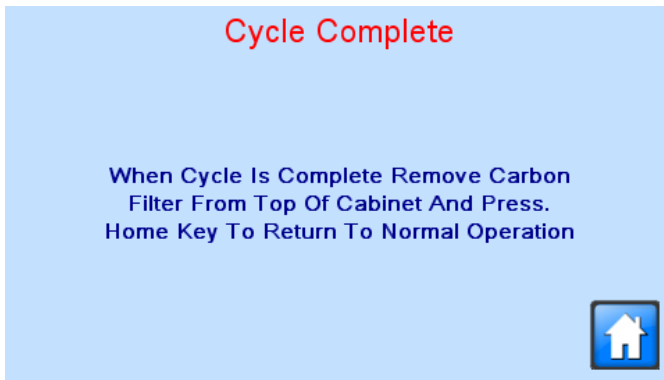 Cycle Complete
When Cycle Is Complete Remove Carbon
Filter From Top Of Cabinet And Press.
Home Key To Return To Normal Operation